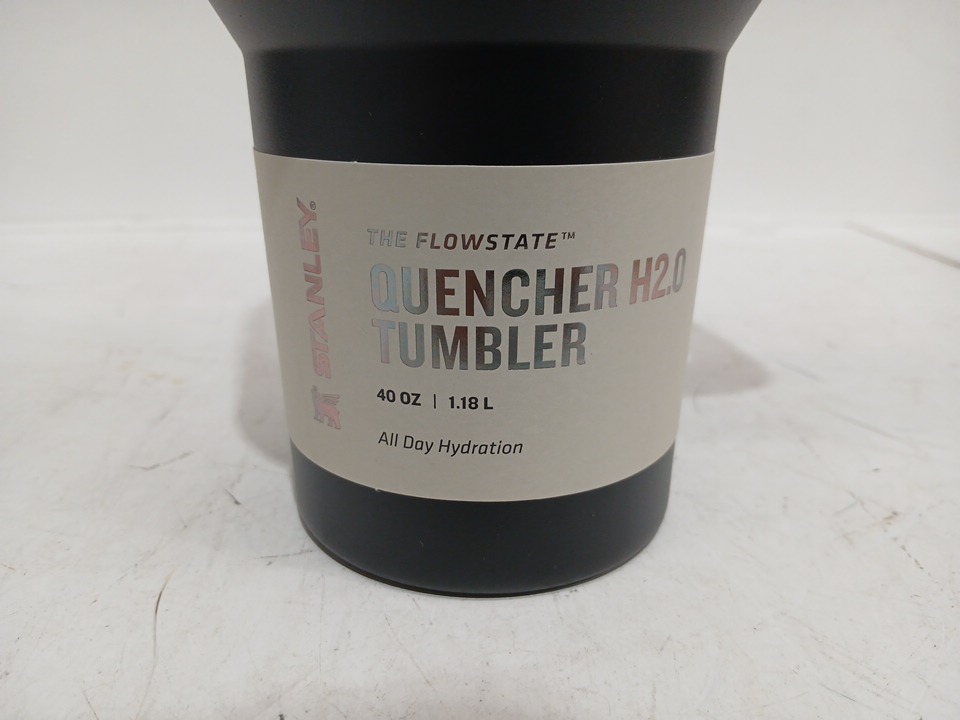 STANLEY®
THE FLOWSTATE™
QUENCHER H2.0
TUMBLER
40 OZ | 1.18 L
All Day Hydration